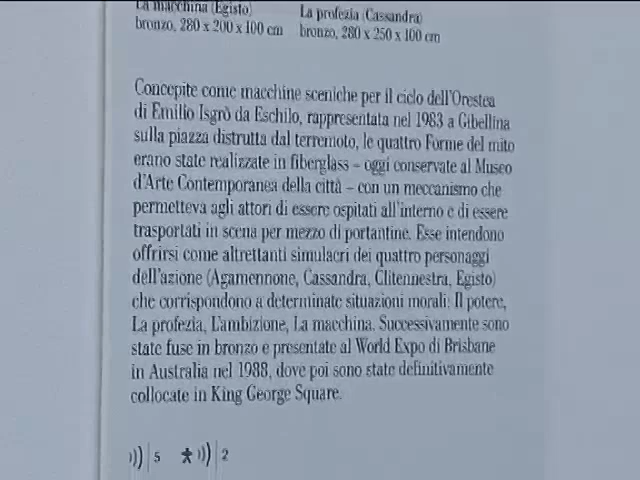 La macchina (Egisto)
bronzo, 280 x 200 x 100 cm
La profezia (Cassandra)
bronzo, 280 x 250 x 100 cm
Concepite come macchine sceniche per il ciclo dell'Orestea
di Emilio Isgrò da Eschilo, rappresentata nel 1983 a Gibellina
sulla piazza distrutta dal terremoto, le quattro Forme del mito
erano state realizzate in fiberglass – oggi conservate al Museo
d'Arte Contemporanea della città – con un meccanismo che
permetteva agli attori di essere ospitati all'interno e di essere
trasportati in scena per mezzo di portantine. Esse intendono
offrirsi come altrettanti simulacri dei quattro personaggi
dell'azione (Agamennone, Cassandra, Clitennestra, Egisto)
che corrispondono a determinate situazioni morali: Il potere,
La profezia, L'ambizione, La macchina. Successivamente sono
state fuse in bronzo e presentate al World Expo di Brisbane
in Australia nel 1988, dove poi sono state definitivamente
collocate in King George Square.
5 2